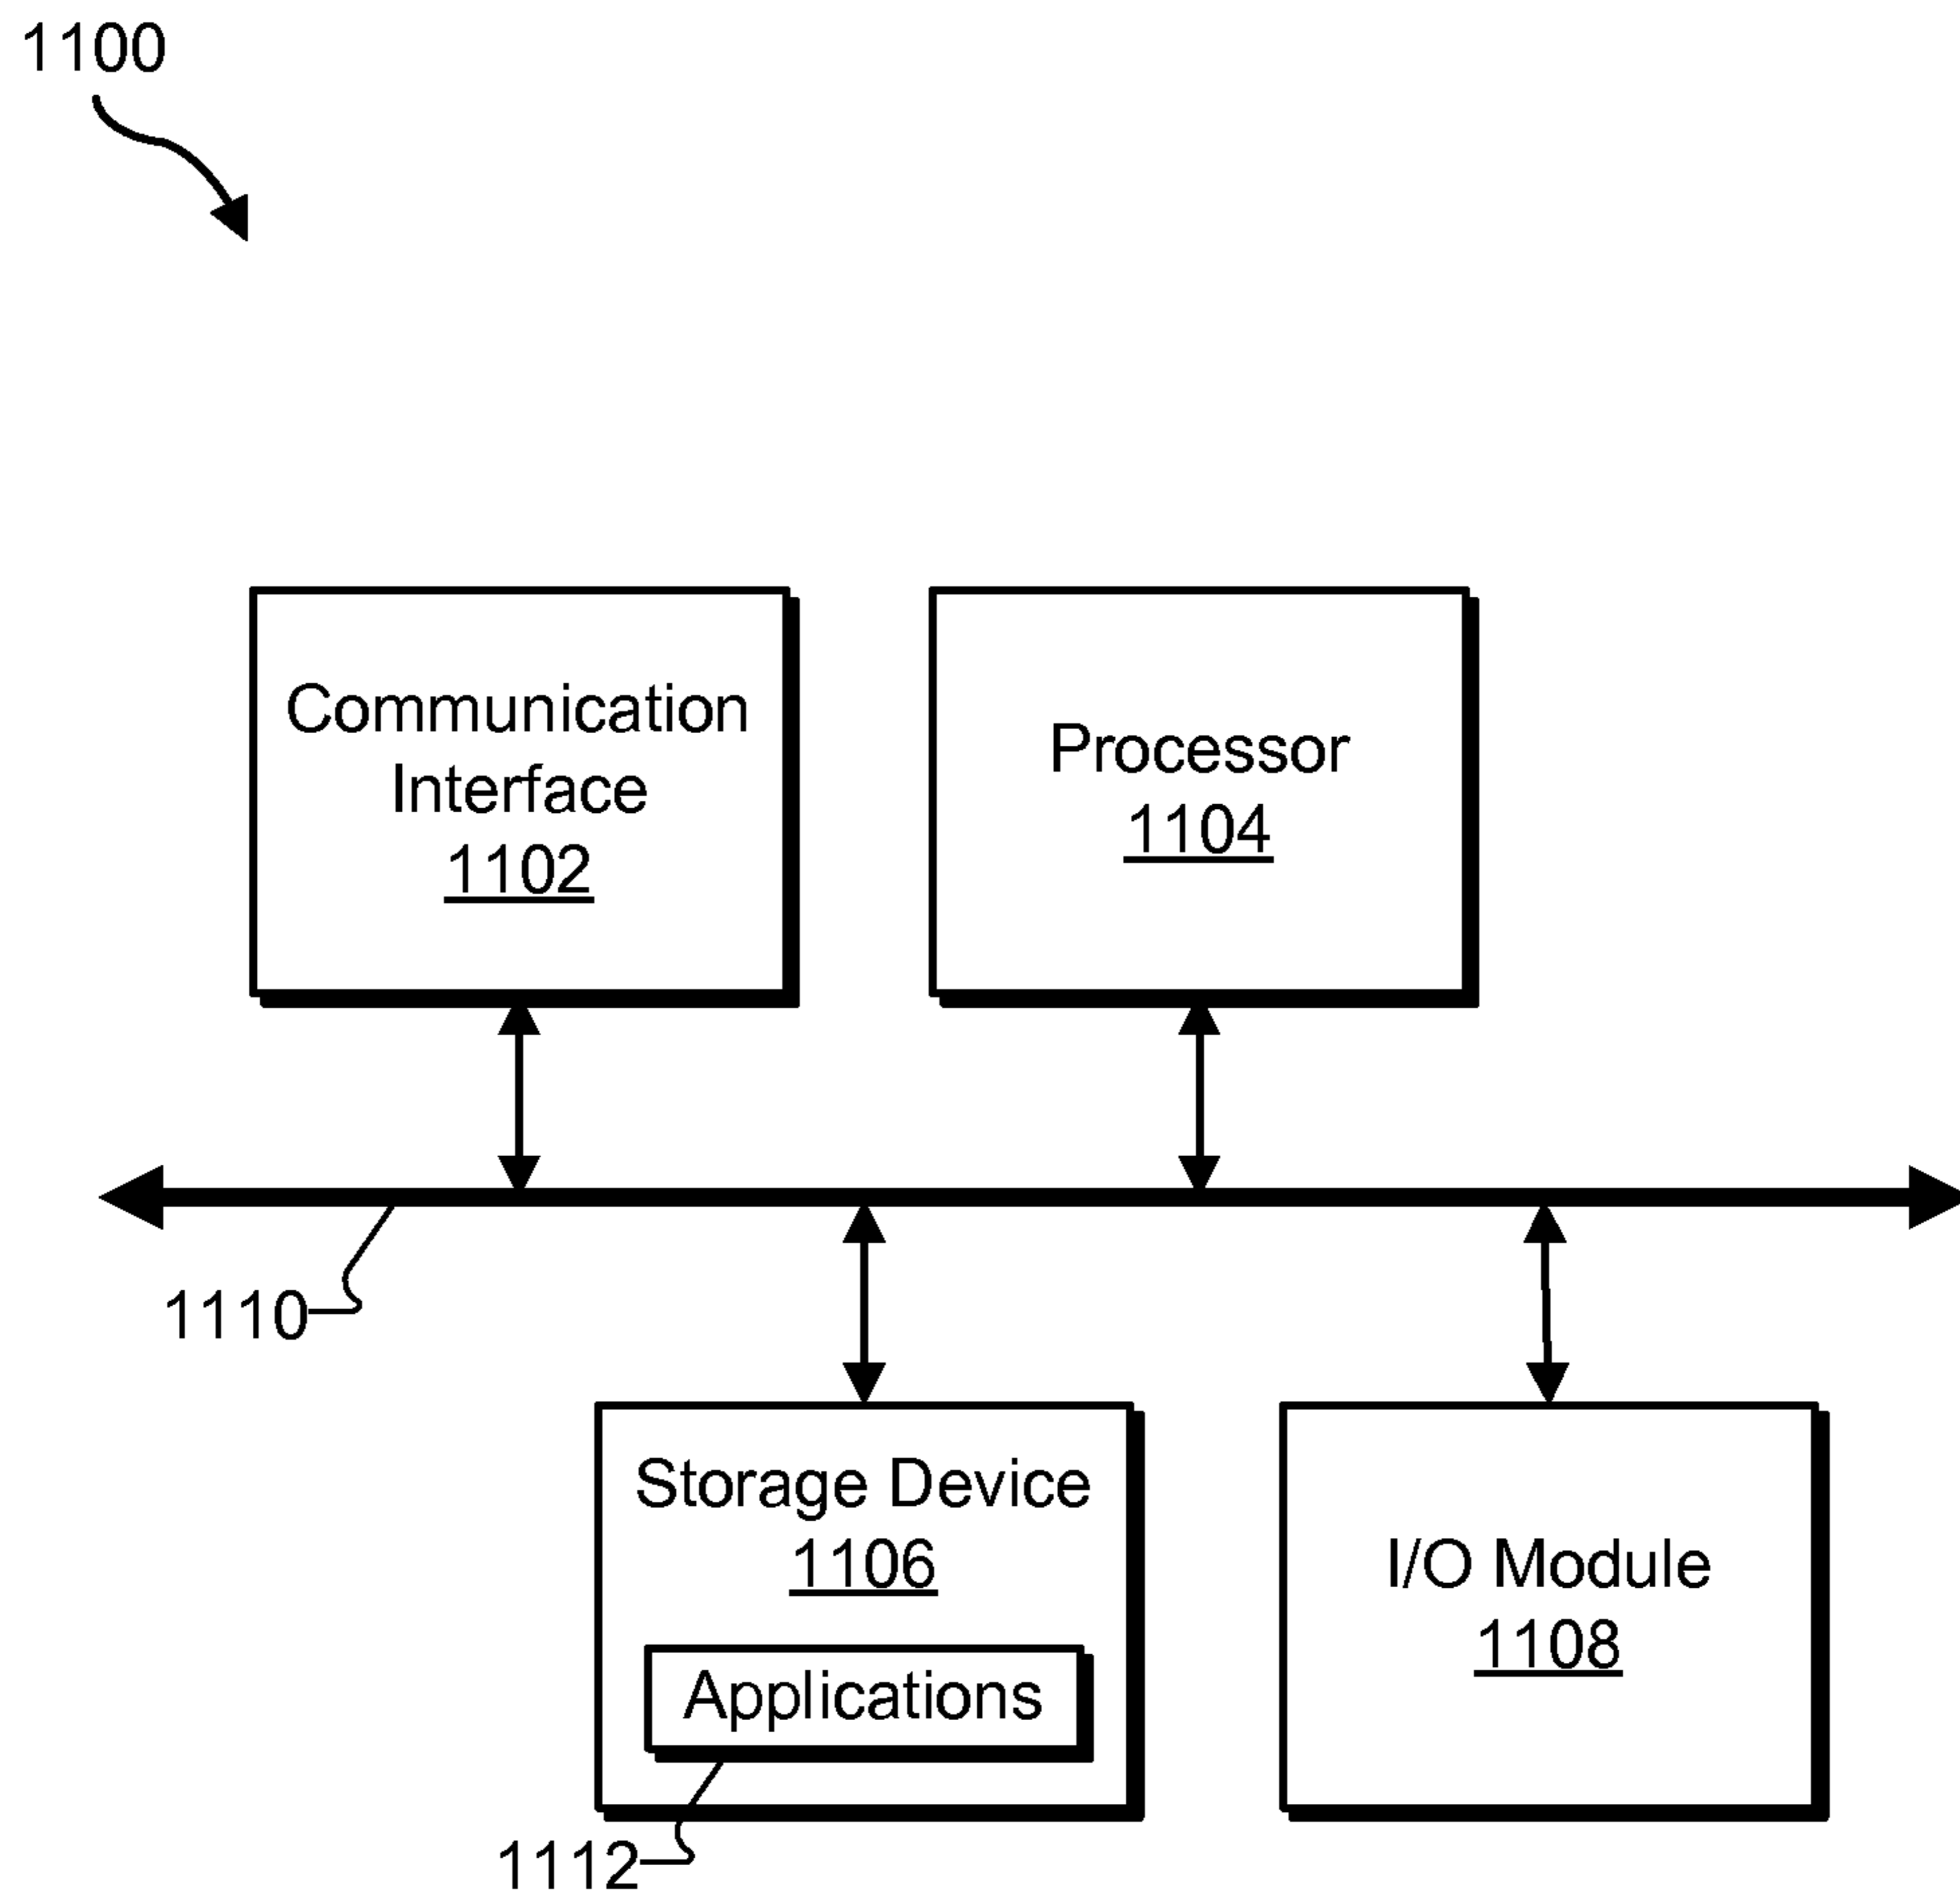 1100
Communication
Interface
1102
Processor
1104
1110
Storage Device
1106
Applications
1112
I/O Module
1108